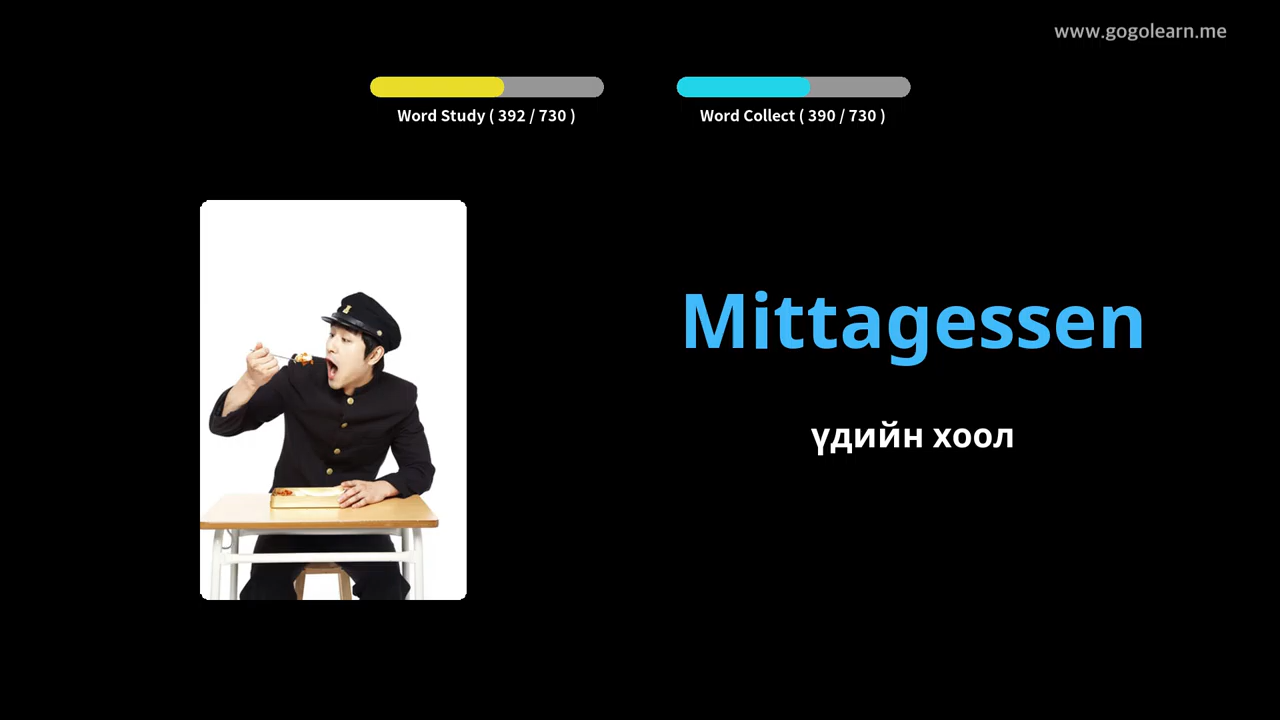 www.gogolearn.me
Word Study ( 392 / 730 )
Word Collect ( 390 / 730 )
Mittagessen
үдийн хоол